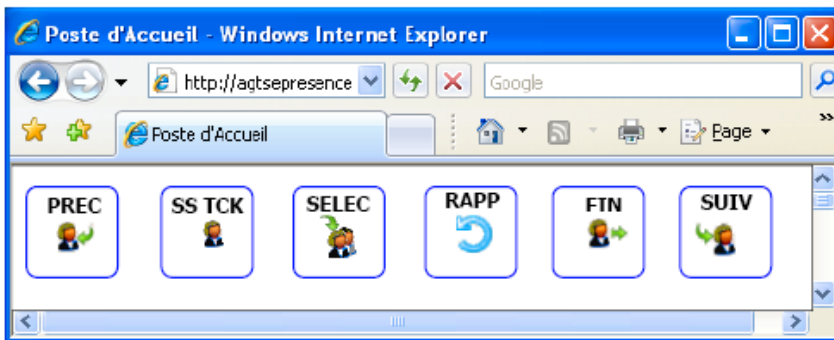 Poste d'Accueil - Windows Internet Explorer
http://agtsepresence
Google
Poste d'Accueil
Page
PREC SS TCK SELEC RAPP FIN SUIV